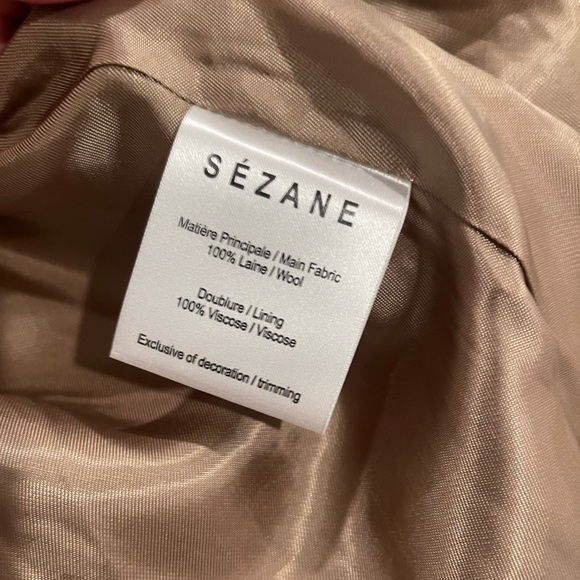 SÉZANE
Matière Principale / Main Fabric
100% Laine / Wool
Doublure / Lining
100% Viscose / Viscose
Exclusive of decoration / trimming